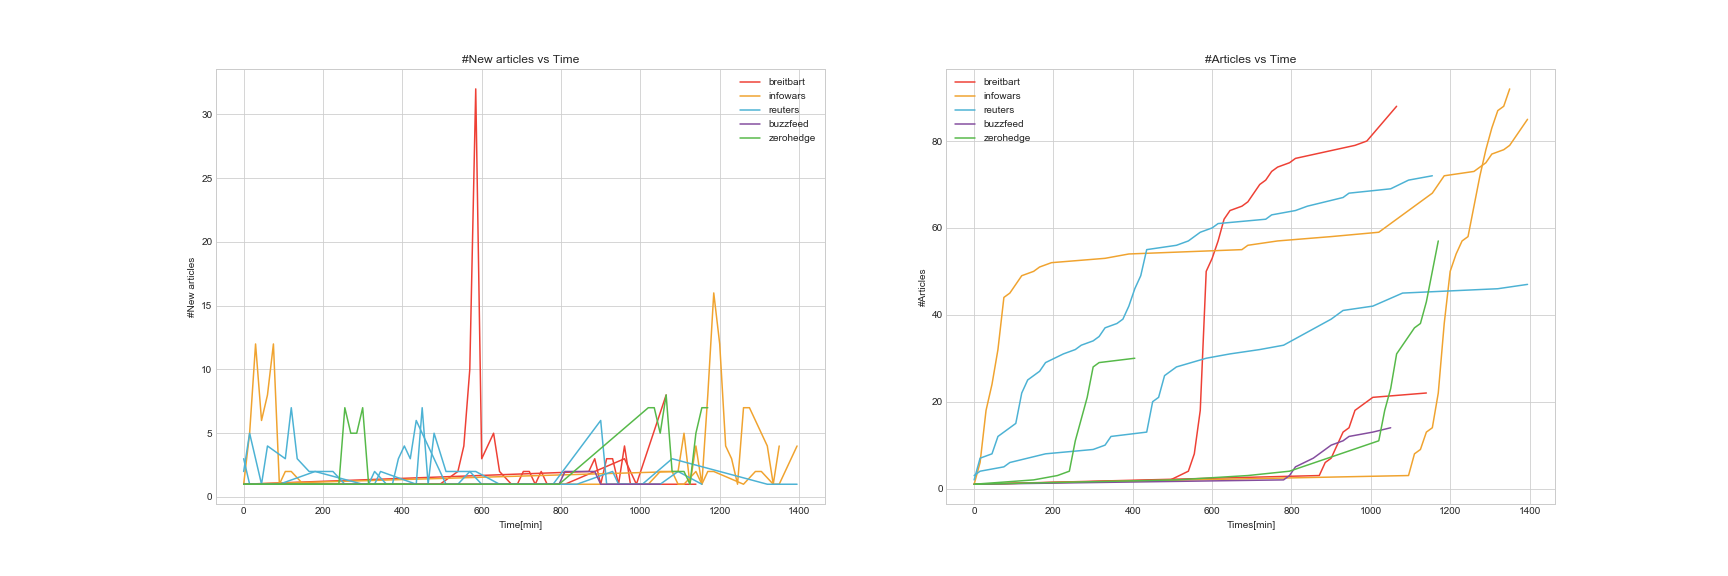 #New articles vs Time
breitbart
infowars
reuters
buzzfeed
zerohedge
30
25
20
15
10
5
0
#New articles
0 200 400 600 800 1000 1200 1400
Time[min]
#Articles vs Time
breitbart
infowars
reuters
buzzfeed
zerohedge
80
60
40
20
0
#Articles
0 200 400 600 800 1000 1200 1400
Times[min]